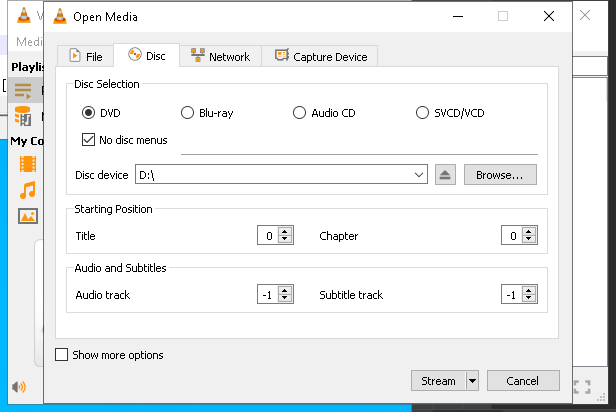 Open Media
Medi
File
Disc
Network
Capture Device
Playlis
Disc Selection
DVD
Blu-ray
Audio CD
SVCD/VCD
No disc menus
My Co
Disc device
D:\
Browse...
Starting Position
Title
0
Chapter
0
Audio and Subtitles
Audio track
-1
Subtitle track
-1
Show more options
Stream
Cancel